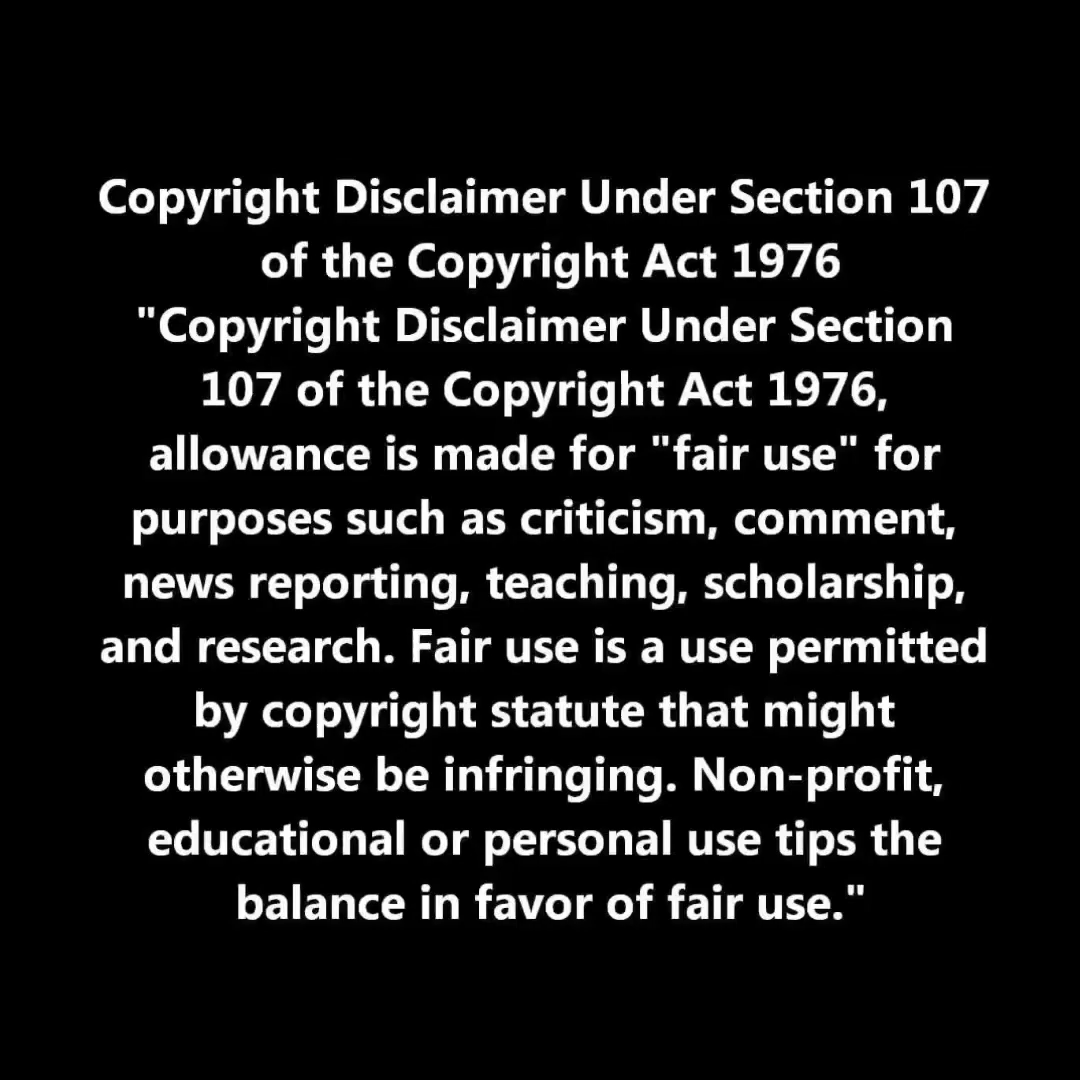 Copyright Disclaimer Under Section 107
of the Copyright Act 1976
"Copyright Disclaimer Under Section
107 of the Copyright Act 1976,
allowance is made for "fair use" for
purposes such as criticism, comment,
news reporting, teaching, scholarship,
and research. Fair use is a use permitted
by copyright statute that might
otherwise be infringing. Non-profit,
educational or personal use tips the
balance in favor of fair use."